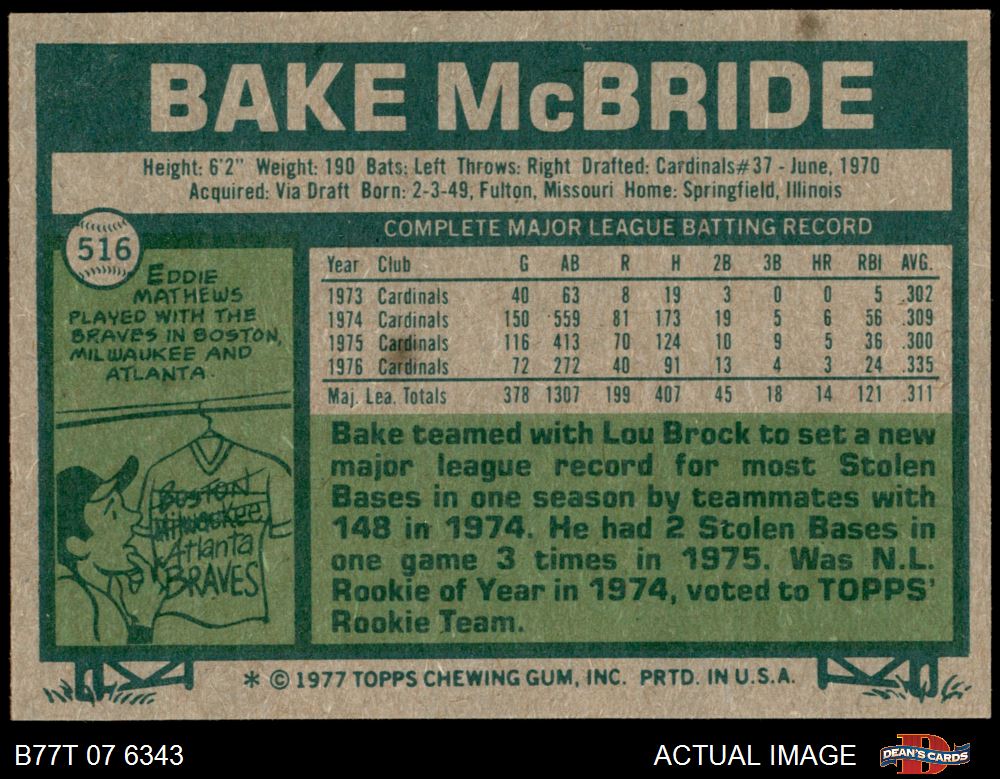 BAKE McBRIDE
Height: 6'2" Weight: 190 Bats: Left Throws: Right Drafted: Cardinals#37 - June, 1970
Acquired: Via Draft Born: 2-3-49, Fulton, Missouri Home: Springfield, Illinois
516
EDDIE
MATHEWS
PLAYED WITH THE
BRAVES IN BOSTON,
MILWAUKEE AND
ATLANTA.
BOSTON
Milwaukee
Atlanta
BRAVES
COMPLETE MAJOR LEAGUE BATTING RECORD
Year Club G AB R H 2B 3B HR RBI AVG.
1973 Cardinals 40 63 8 19 3 0 0 5 .302
1974 Cardinals 150 559 81 173 19 5 6 56 .309
1975 Cardinals 116 413 70 124 10 9 5 36 .300
1976 Cardinals 72 272 40 91 13 4 3 24 .335
Maj. Lea. Totals 378 1307 199 407 45 18 14 121 .311
Bake teamed with Lou Brock to set a new
major league record for most Stolen
Bases in one season by teammates with
148 in 1974. He had 2 Stolen Bases in
one game 3 times in 1975. Was N.L.
Rookie of Year in 1974, voted to TOPPS'
Rookie Team.
* © 1977 TOPPS CHEWING GUM, INC. PRTD. IN U.S.A.
B77T 07 6343
ACTUAL IMAGE
D
DEAN'S CARDS